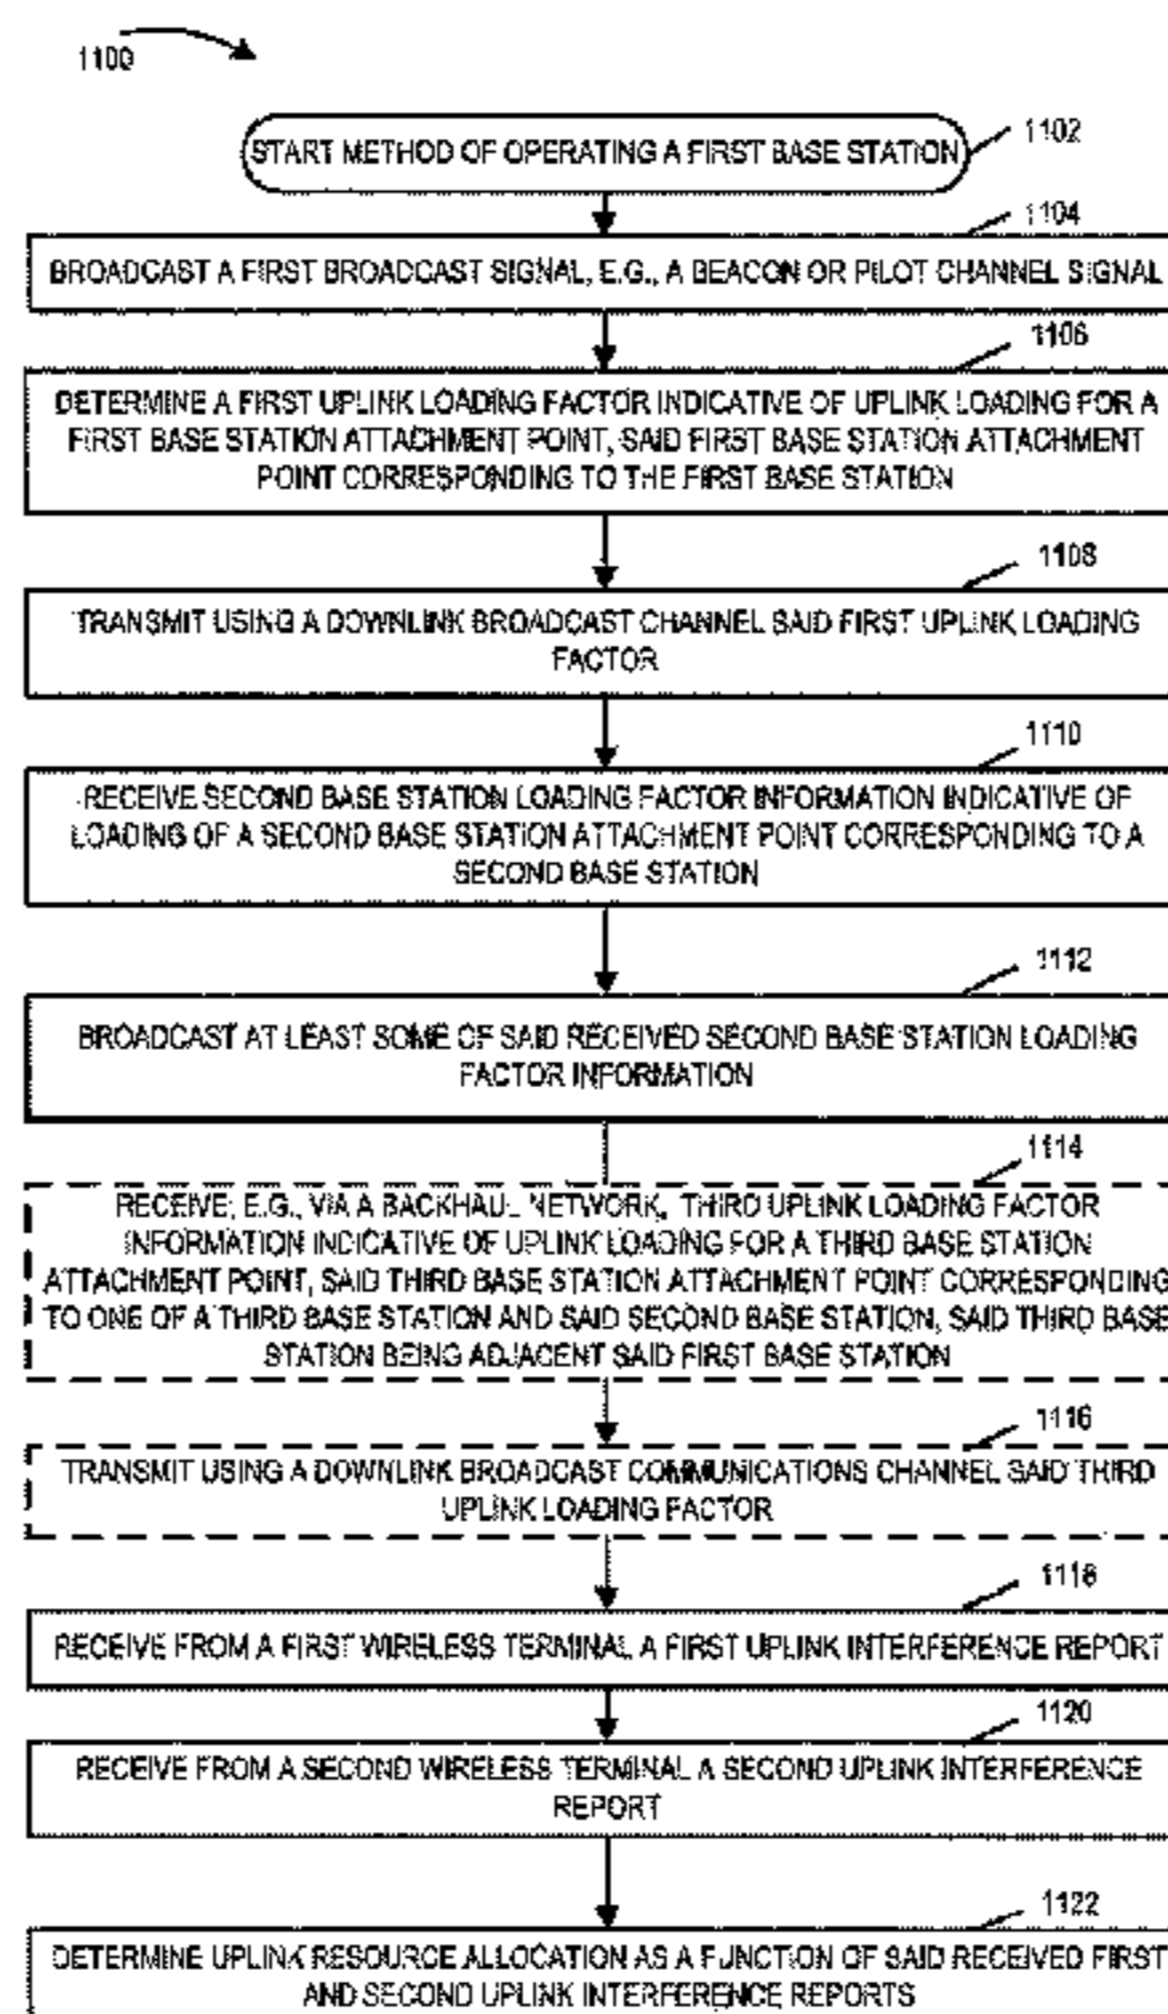 1100
1102
START METHOD OF OPERATING A FIRST BASE STATION
1104
BROADCAST A FIRST BROADCAST SIGNAL, E.G., A BEACON OR PILOT CHANNEL SIGNAL
1106
DETERMINE A FIRST UPLINK LOADING FACTOR INDICATIVE OF UPLINK LOADING FOR A
FIRST BASE STATION ATTACHMENT POINT, SAID FIRST BASE STATION ATTACHMENT
POINT CORRESPONDING TO THE FIRST BASE STATION
1108
TRANSMIT USING A DOWNLINK BROADCAST CHANNEL SAID FIRST UPLINK LOADING
FACTOR
1110
RECEIVE SECOND BASE STATION LOADING FACTOR INFORMATION INDICATIVE OF
LOADING OF A SECOND BASE STATION ATTACHMENT POINT CORRESPONDING TO A
SECOND BASE STATION
1112
BROADCAST AT LEAST SOME OF SAID RECEIVED SECOND BASE STATION LOADING
FACTOR INFORMATION
1114
RECEIVE, E.G., VIA A BACKHAUL NETWORK, THIRD UPLINK LOADING FACTOR
INFORMATION INDICATIVE OF UPLINK LOADING FOR A THIRD BASE STATION
ATTACHMENT POINT, SAID THIRD BASE STATION ATTACHMENT POINT CORRESPONDING
TO ONE OF A THIRD BASE STATION AND SAID SECOND BASE STATION, SAID THIRD BASE
STATION BEING ADJACENT SAID FIRST BASE STATION
1116
TRANSMIT USING A DOWNLINK BROADCAST COMMUNICATIONS CHANNEL SAID THIRD
UPLINK LOADING FACTOR
1118
RECEIVE FROM A FIRST WIRELESS TERMINAL A FIRST UPLINK INTERFERENCE REPORT
1120
RECEIVE FROM A SECOND WIRELESS TERMINAL A SECOND UPLINK INTERFERENCE
REPORT
1122
DETERMINE UPLINK RESOURCE ALLOCATION AS A FUNCTION OF SAID RECEIVED FIRST
AND SECOND UPLINK INTERFERENCE REPORTS